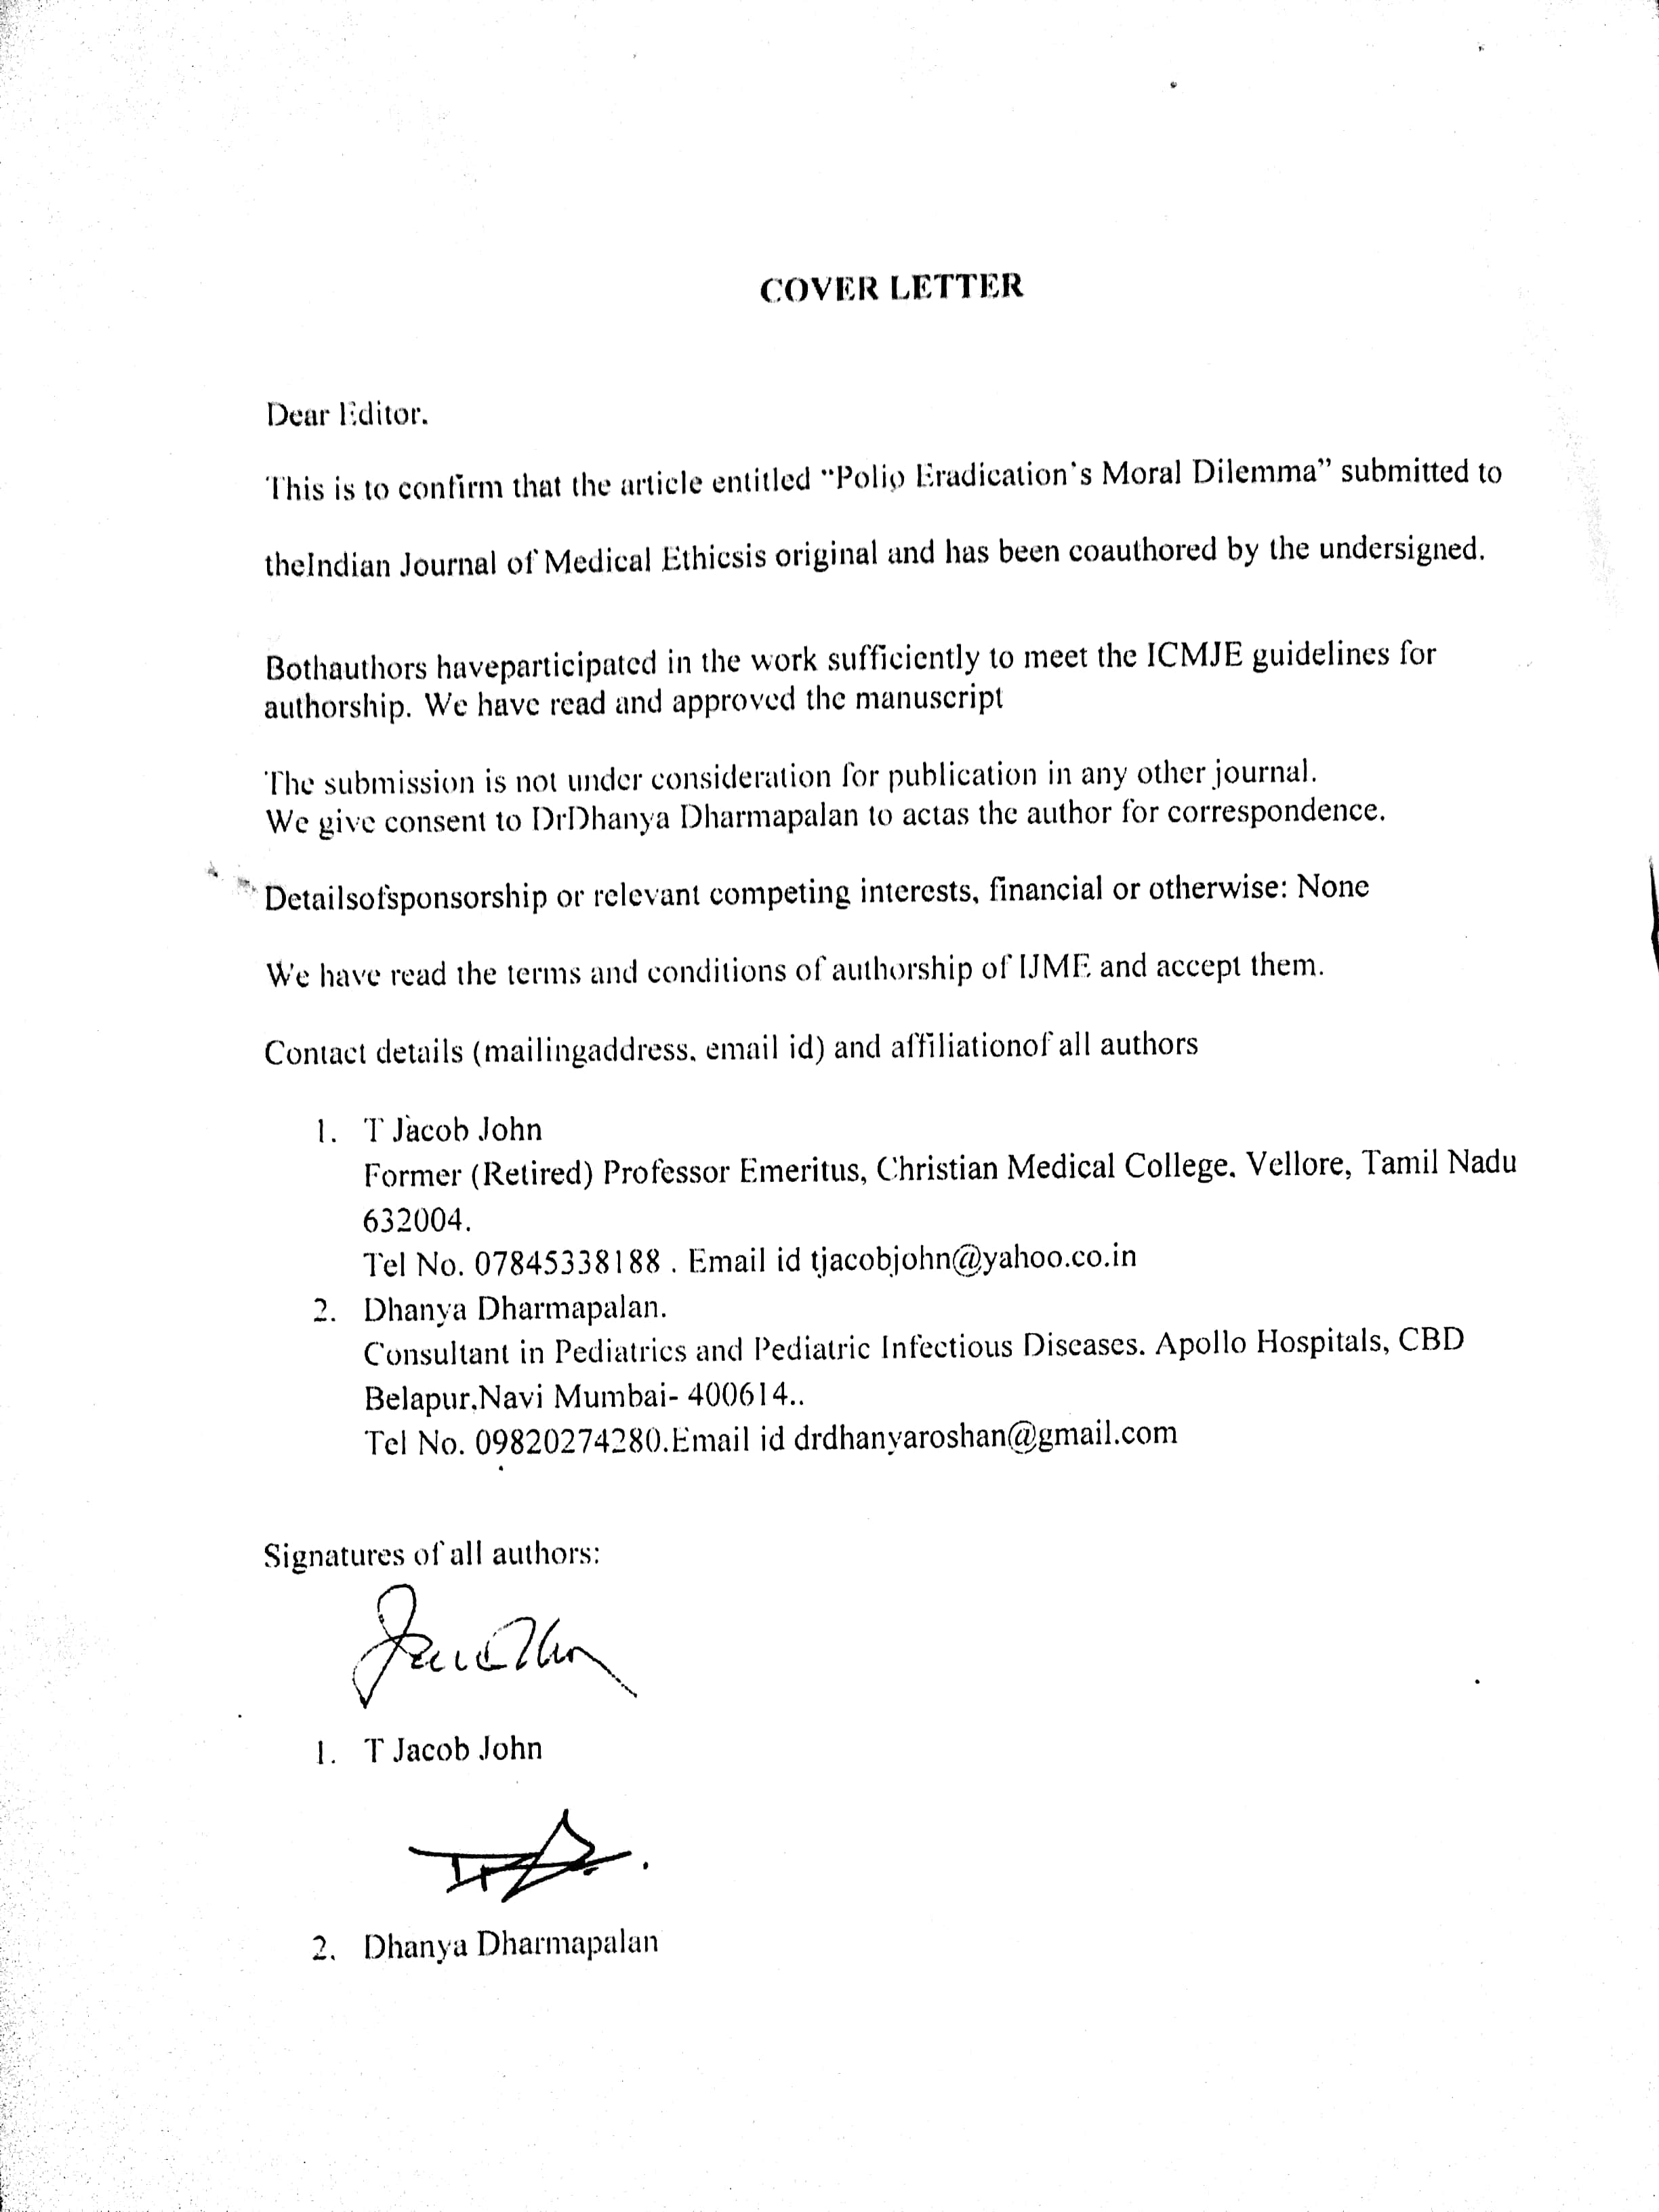 COVER LETTER
Dear Editor.
This is to confirm that the article entitled “Polio Eradication's Moral Dilemma” submitted to
theIndian Journal of Medical Ethicsis original and has been coauthored by the undersigned.
Bothauthors haveparticipated in the work sufficiently to meet the ICMJE guidelines for
authorship. We have read and approved the manuscript
The submission is not under consideration for publication in any other journal.
We give consent to DrDhanya Dharmapalan to actas the author for correspondence.
Detailsofsponsorship or relevant competing interests, financial or otherwise: None
We have read the terms and conditions of authorship of IJME and accept them.
Contact details (mailingaddress, email id) and affiliationof all authors
1. T Jacob John
Former (Retired) Professor Emeritus, Christian Medical College. Vellore, Tamil Nadu
632004.
Tel No. 07845338188 . Email id tjacobjohn@yahoo.co.in
2. Dhanya Dharmapalan.
Consultant in Pediatrics and Pediatric Infectious Diseases. Apollo Hospitals, CBD
Belapur.Navi Mumbai- 400614..
Tel No. 09820274280.Email id drdhanyaroshan@gmail.com
Signatures of all authors:
1. T Jacob John
2. Dhanya Dharmapalan